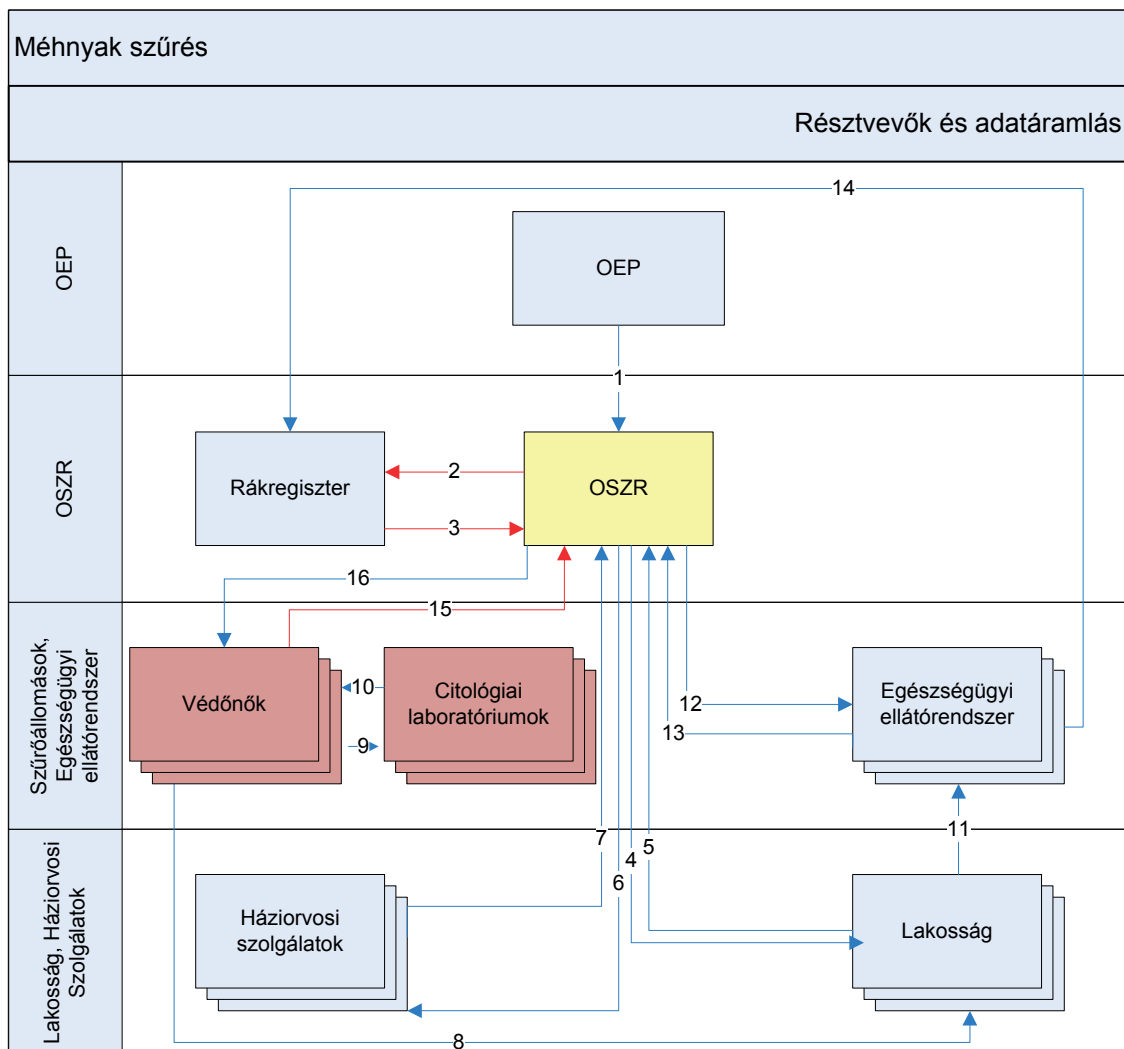 Méhnyak szűrés
Résztvevők és adatáramlás
OEP
14
OEP
1
OSZR
Rákregiszter
2
3
OSZR
16
15
Szűrőállomások,
Egészségügyi
ellátórendszer
Védőnők
10
9
Citológiai
laboratóriumok
12
13
Egészségügyi
ellátórendszer
11
7
4
5
6
Lakosság, Háziorvosi
Szolgálatok
Háziorvosi
szolgálatok
Lakosság
8